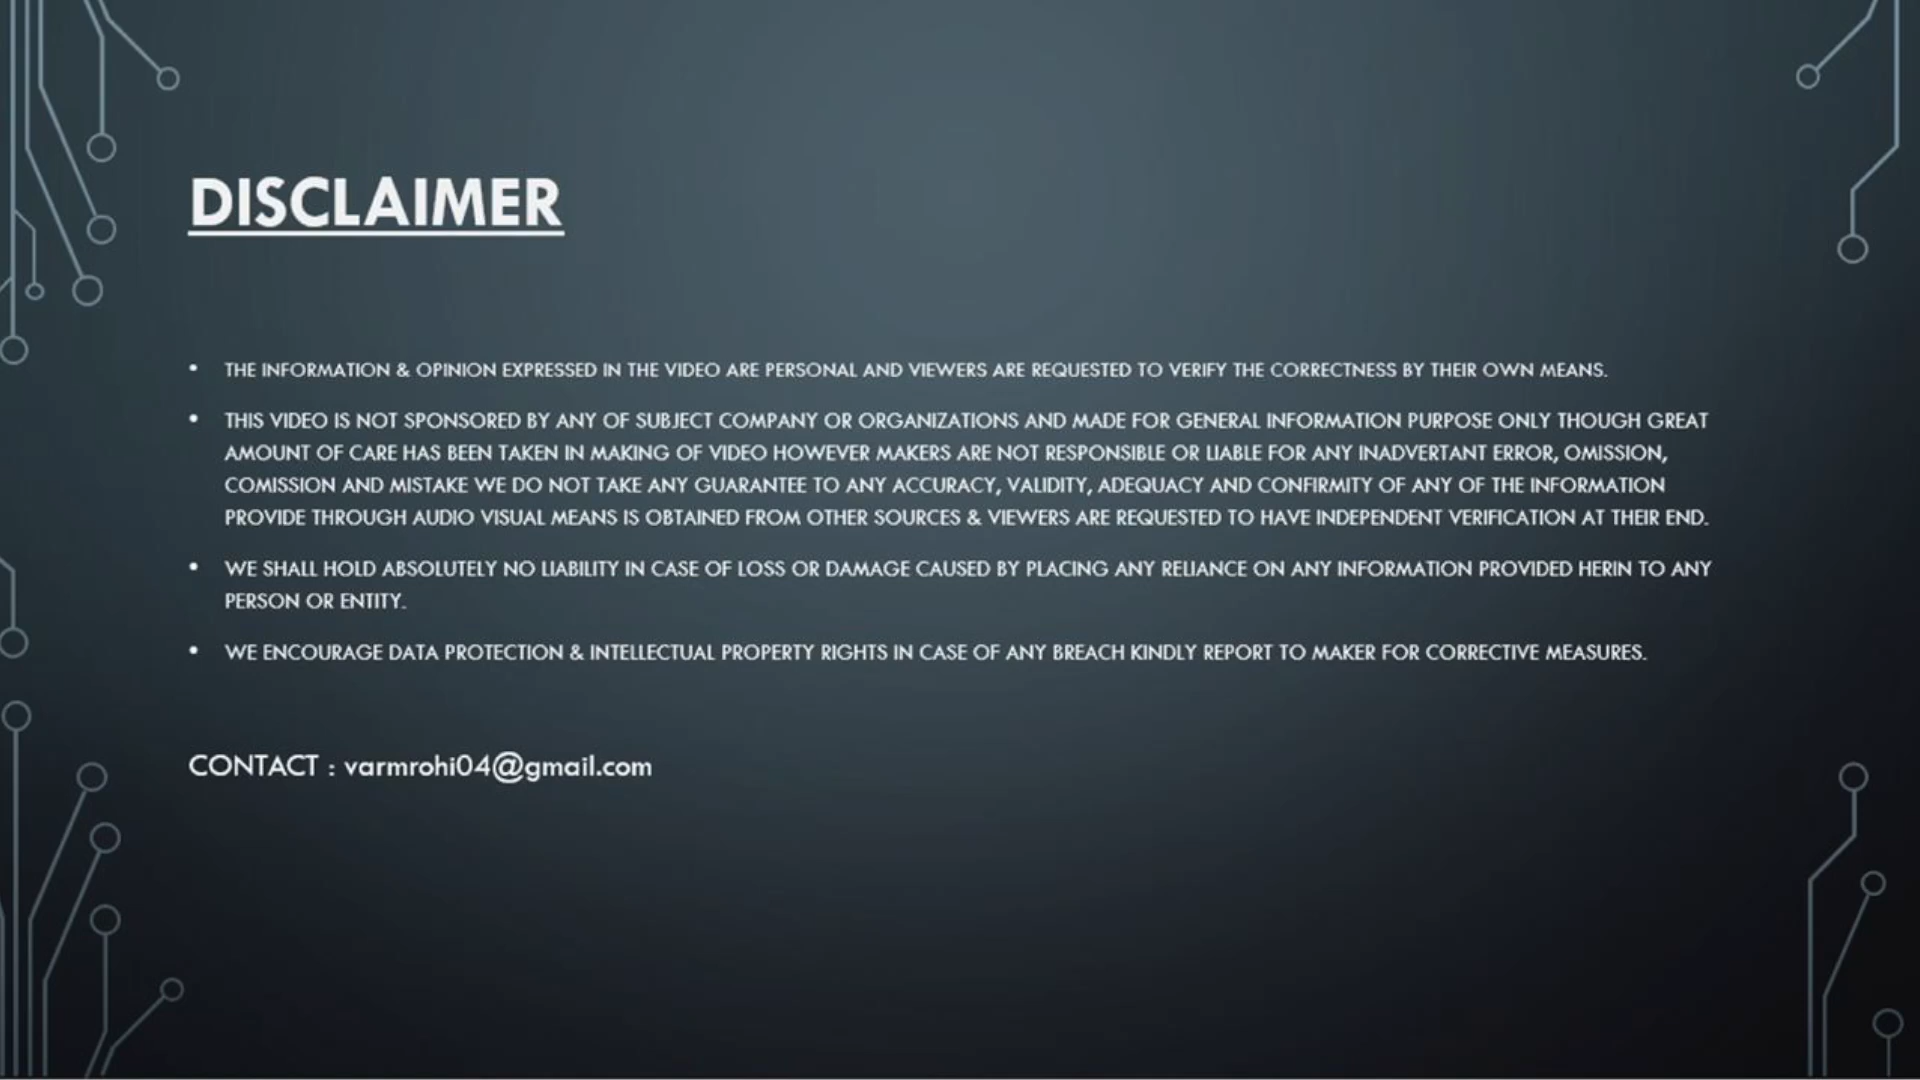 DISCLAIMER
• THE INFORMATION & OPINION EXPRESSED IN THE VIDEO ARE PERSONAL AND VIEWERS ARE REQUESTED TO VERIFY THE CORRECTNESS BY THEIR OWN MEANS.
• THIS VIDEO IS NOT SPONSORED BY ANY OF SUBJECT COMPANY OR ORGANIZATIONS AND MADE FOR GENERAL INFORMATION PURPOSE ONLY THOUGH GREAT
AMOUNT OF CARE HAS BEEN TAKEN IN MAKING OF VIDEO HOWEVER MAKERS ARE NOT RESPONSIBLE OR LIABLE FOR ANY INADVERTANT ERROR, OMISSION,
COMISSION AND MISTAKE WE DO NOT TAKE ANY GUARANTEE TO ANY ACCURACY, VALIDITY, ADEQUACY AND CONFIRMITY OF ANY OF THE INFORMATION
PROVIDE THROUGH AUDIO VISUAL MEANS IS OBTAINED FROM OTHER SOURCES & VIEWERS ARE REQUESTED TO HAVE INDEPENDENT VERIFICATION AT THEIR END.
• WE SHALL HOLD ABSOLUTELY NO LIABILITY IN CASE OF LOSS OR DAMAGE CAUSED BY PLACING ANY RELIANCE ON ANY INFORMATION PROVIDED HERIN TO ANY
PERSON OR ENTITY.
• WE ENCOURAGE DATA PROTECTION & INTELLECTUAL PROPERTY RIGHTS IN CASE OF ANY BREACH KINDLY REPORT TO MAKER FOR CORRECTIVE MEASURES.
CONTACT : varmrohi04@gmail.com